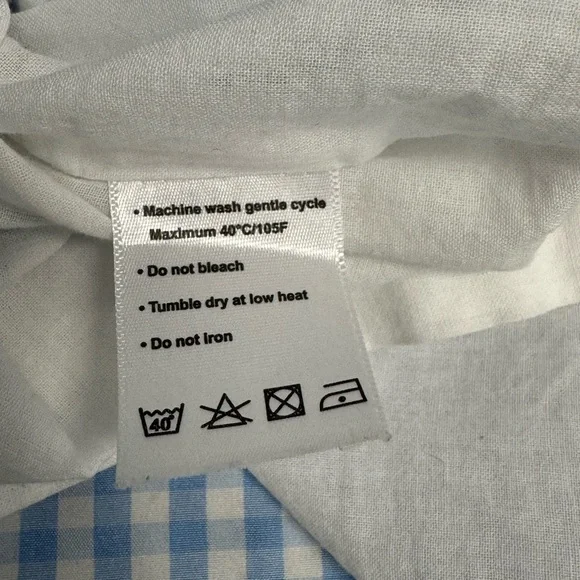 • Machine wash gentle cycle
Maximum 40°C/105F
• Do not bleach
• Tumble dry at low heat
• Do not Iron
40°